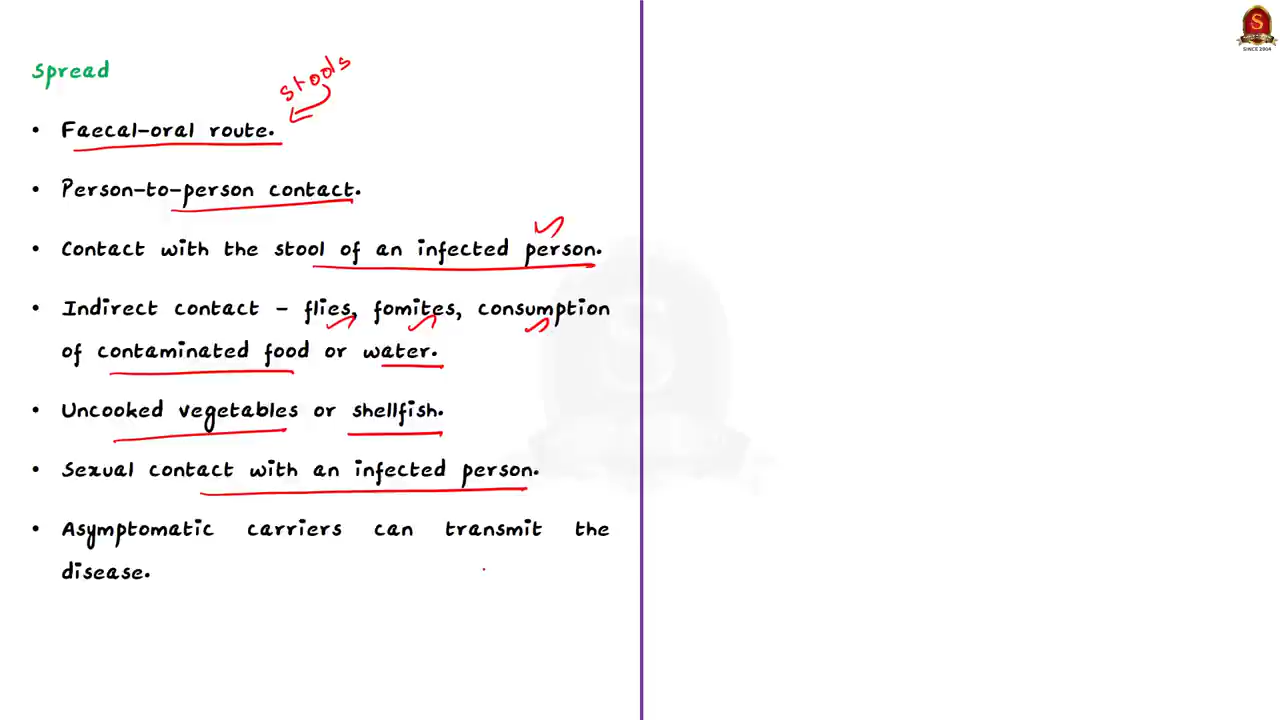 Spread
stools
• Faecal-oral route.
• Person-to-person contact.
• Contact with the stool of an infected person.
• Indirect contact - flies, fomites, consumption
of contaminated food or water.
• Uncooked vegetables or shellfish.
• Sexual contact with an infected person.
• Asymptomatic carriers can transmit the
disease.
S
SINCE 2004